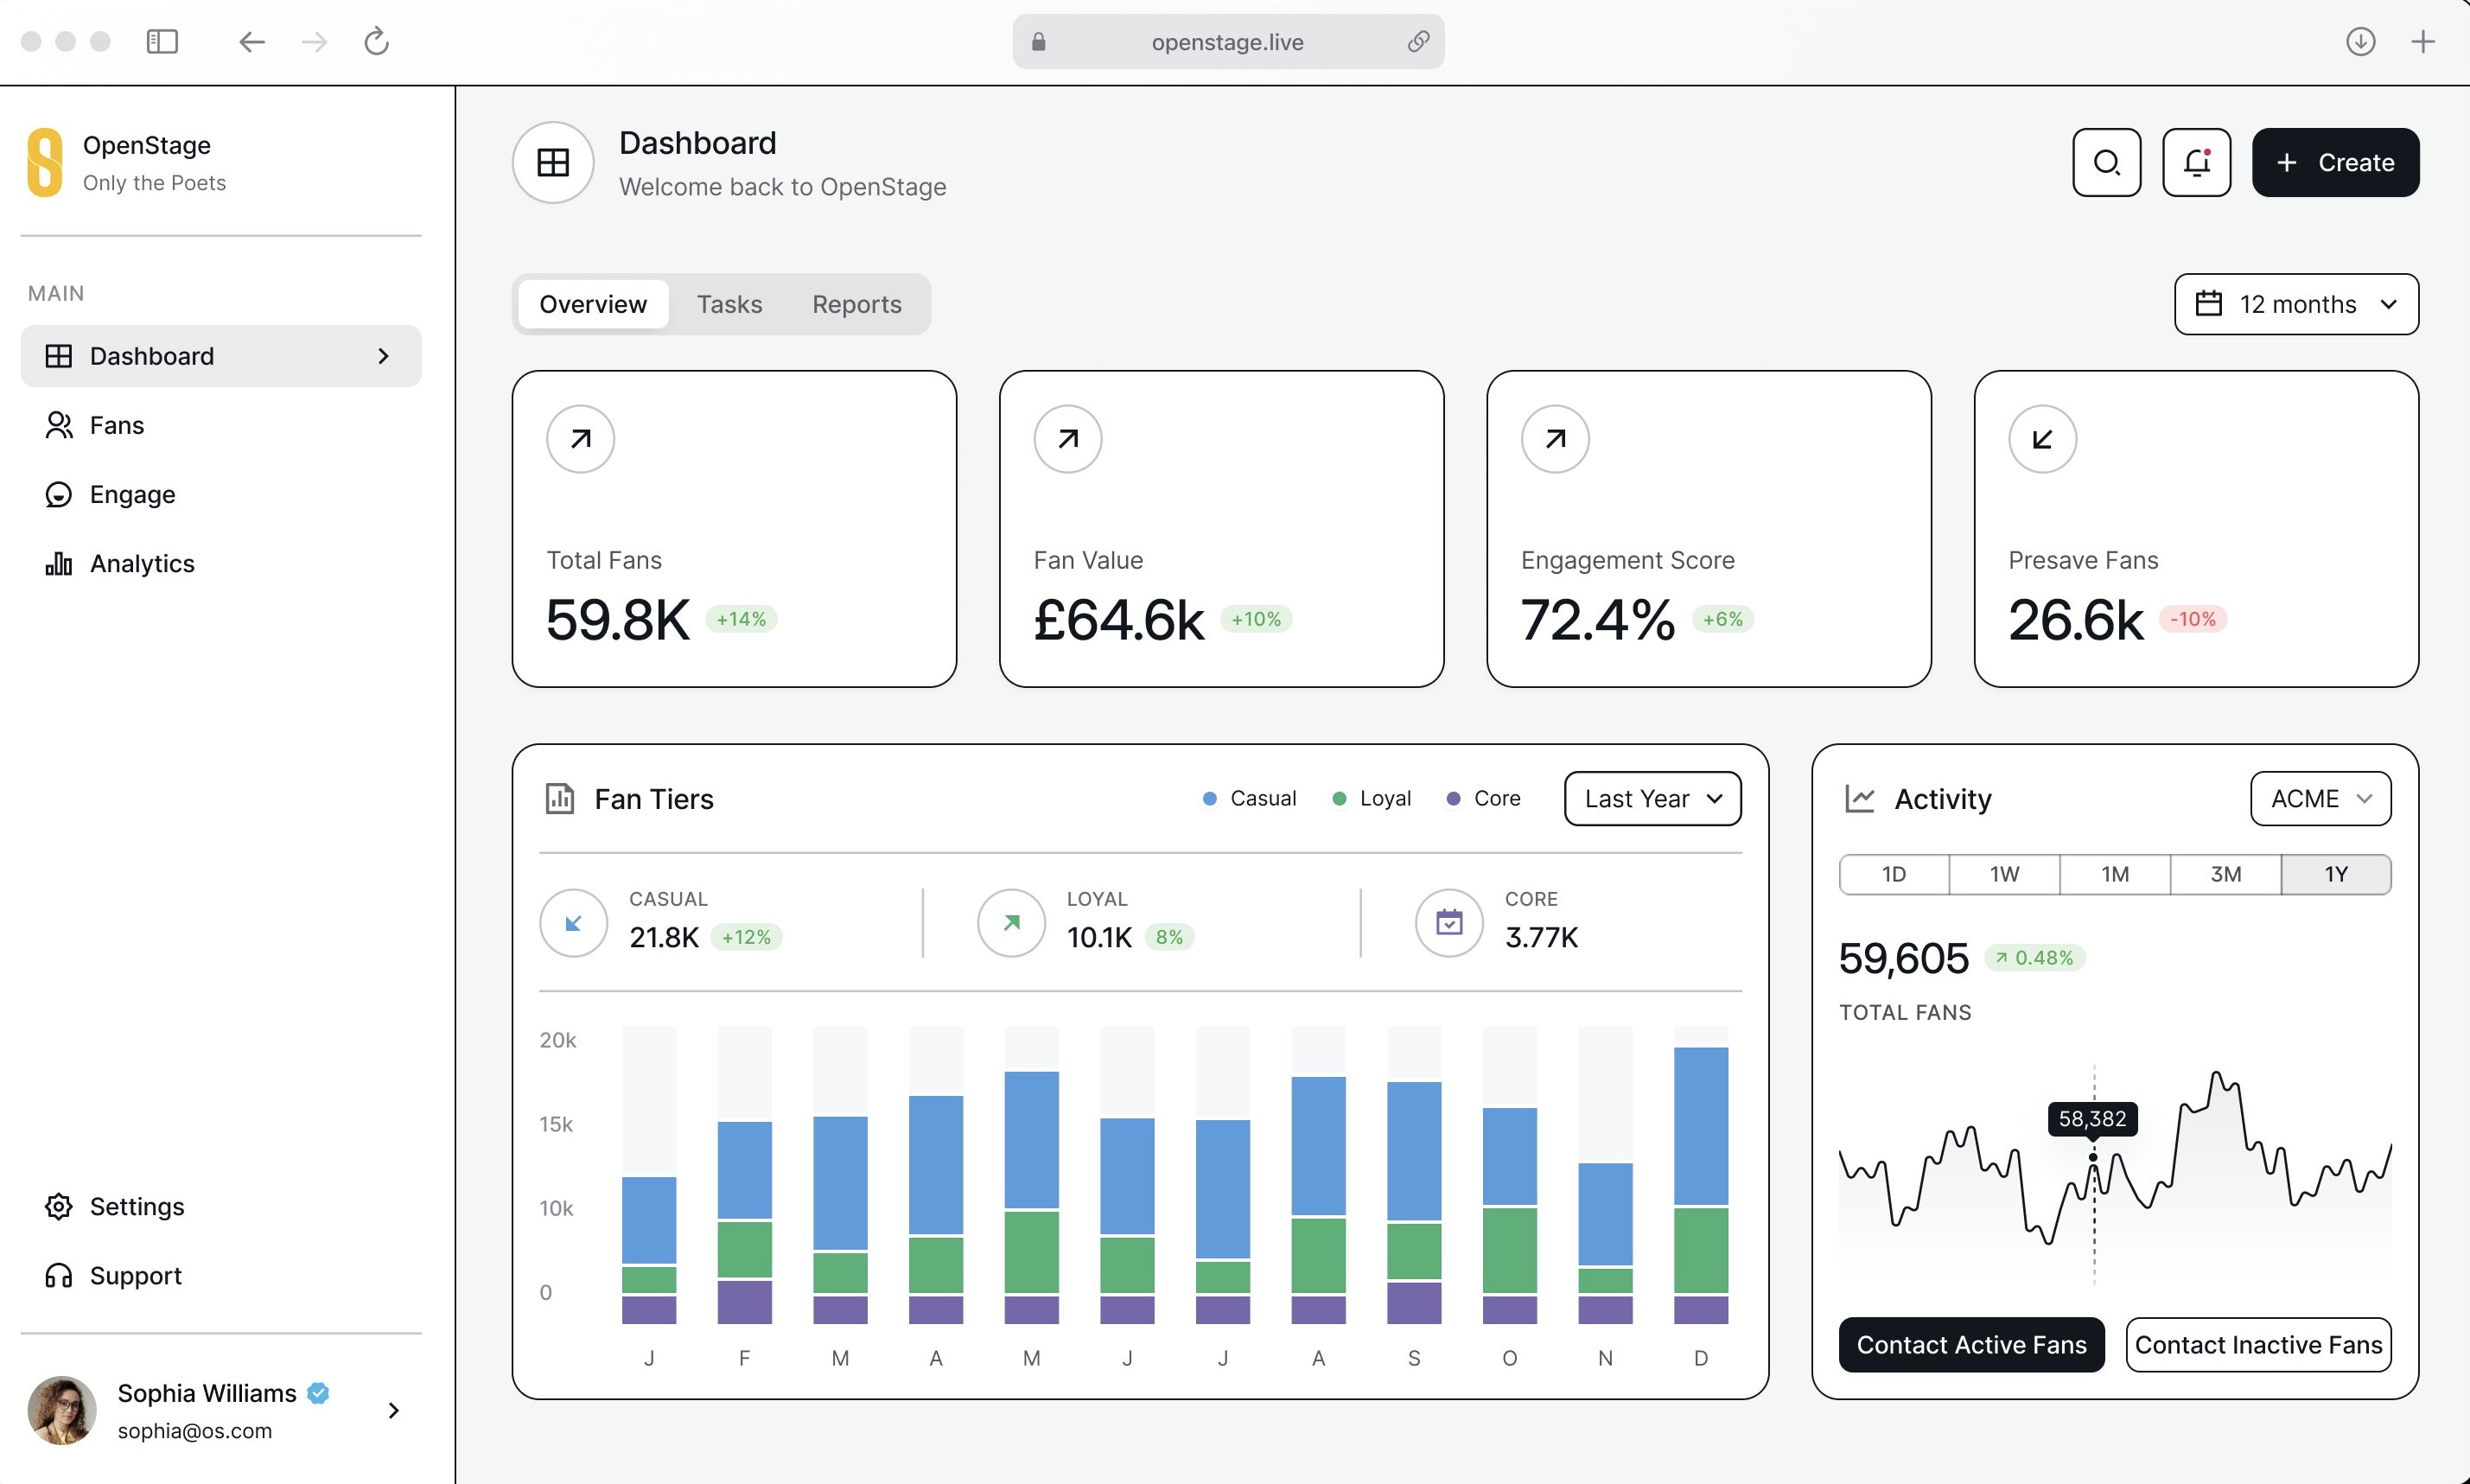 openstage.live
OpenStage
Only the Poets
MAIN
Dashboard
Fans
Engage
Analytics
Settings
Support
Sophia Williams
sophia@os.com
Dashboard
Welcome back to OpenStage
Create
Overview
Tasks
Reports
12 months
Total Fans
59.8K +14%
Fan Value
£64.6k +10%
Engagement Score
72.4% +6%
Presave Fans
26.6k -10%
Fan Tiers
Casual
Loyal
Core
Last Year
CASUAL
21.8K +12%
LOYAL
10.1K 8%
CORE
3.77K
20k
15k
10k
0
J F M A M J J A S O N D
Activity
ACME
1D 1W 1M 3M 1Y
59,605 0.48%
TOTAL FANS
58,382
Contact Active Fans
Contact Inactive Fans